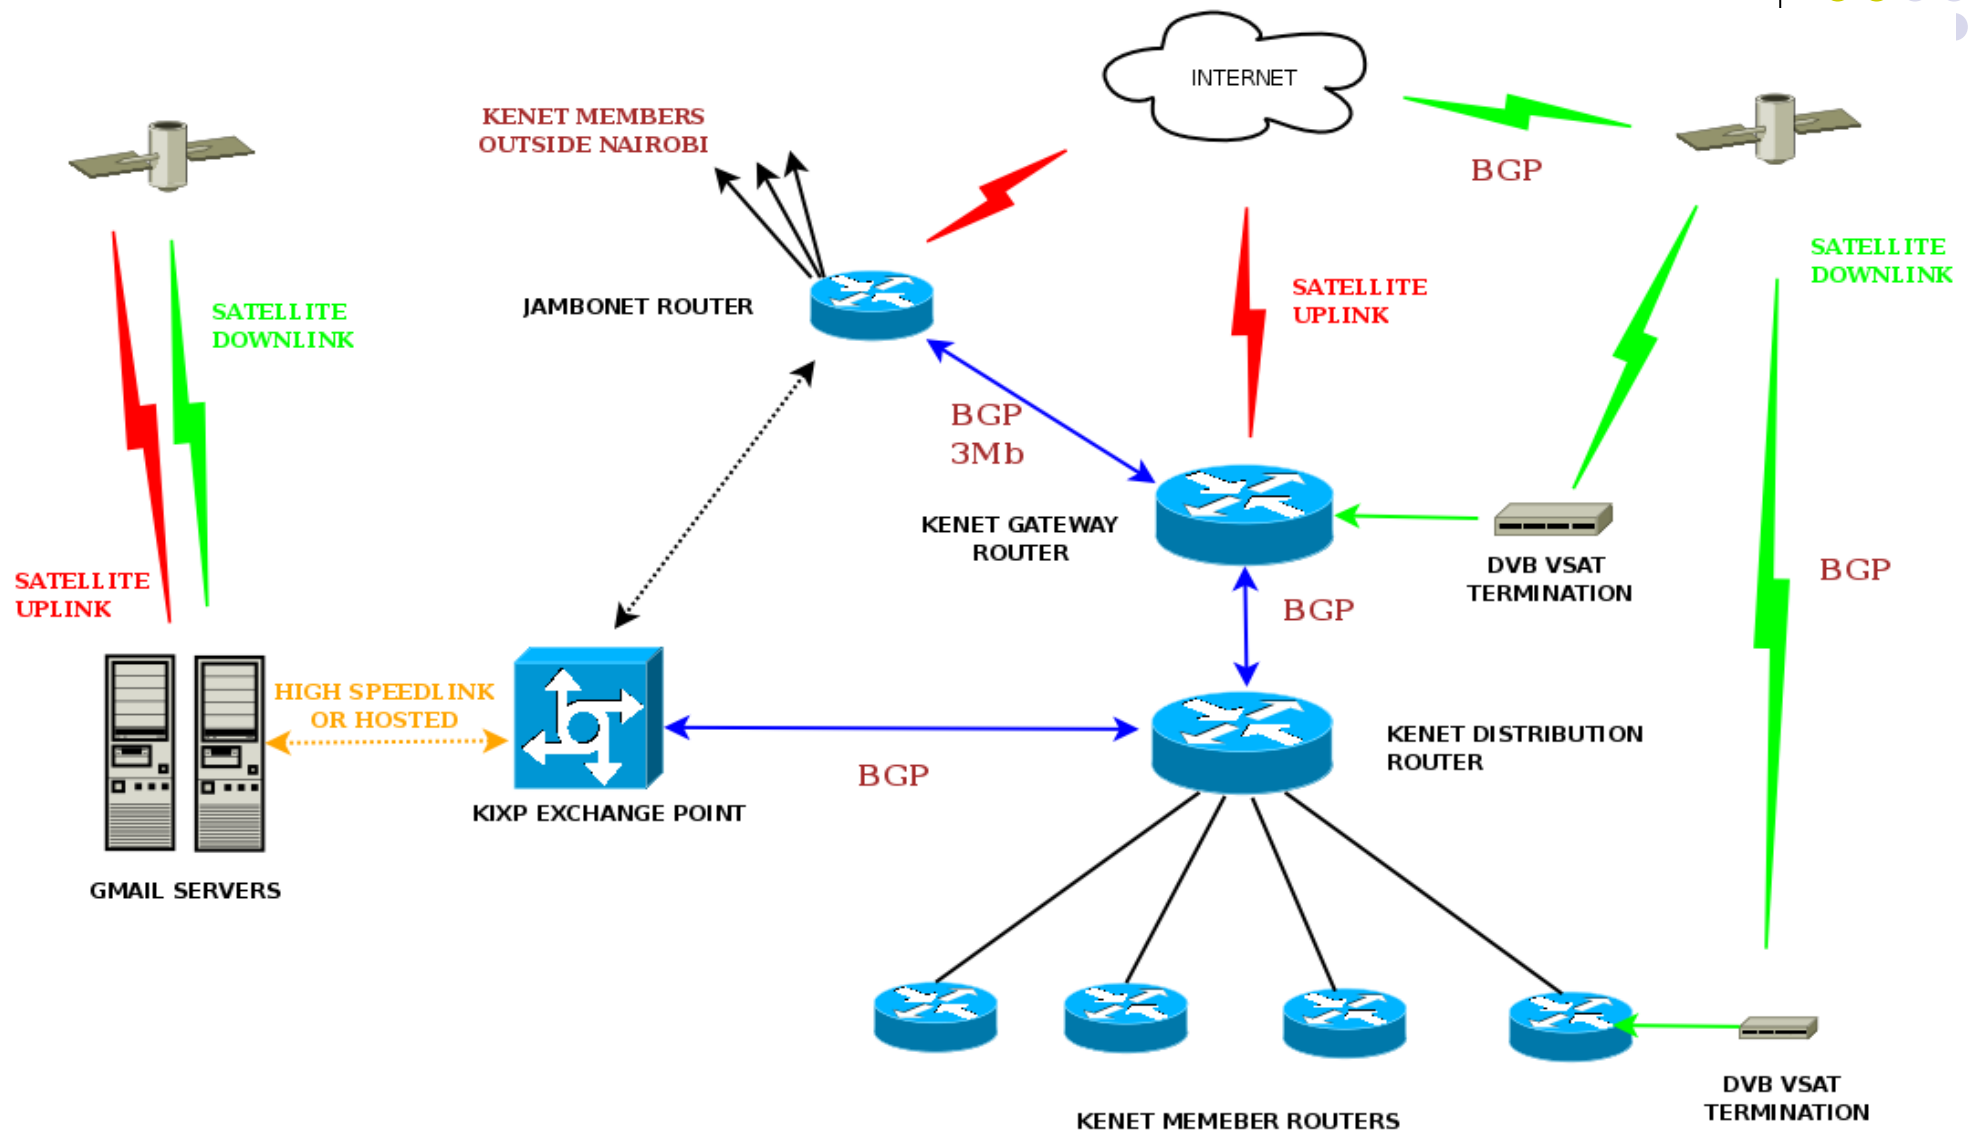 INTERNET
KENET MEMBERS
OUTSIDE NAIROBI
BGP
SATELLITE
DOWNLINK
SATELLITE
UPLINK
JAMBONET ROUTER
SATELLITE
DOWNLINK
BGP
3Mb
KENET GATEWAY
ROUTER
DVB VSAT
TERMINATION
BGP
SATELLITE
UPLINK
BGP
HIGH SPEEDLINK
OR HOSTED
KENET DISTRIBUTION
ROUTER
BGP
KIXP EXCHANGE POINT
GMAIL SERVERS
DVB VSAT
TERMINATION
KENET MEMEBER ROUTERS